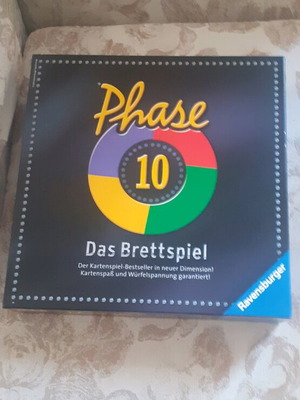 Phase
10
Das Brettspiel
Der Kartenspiel-Bestseller in neuer Dimension!
Kartenspaß und Würfelspannung garantiert!
Ravensburger